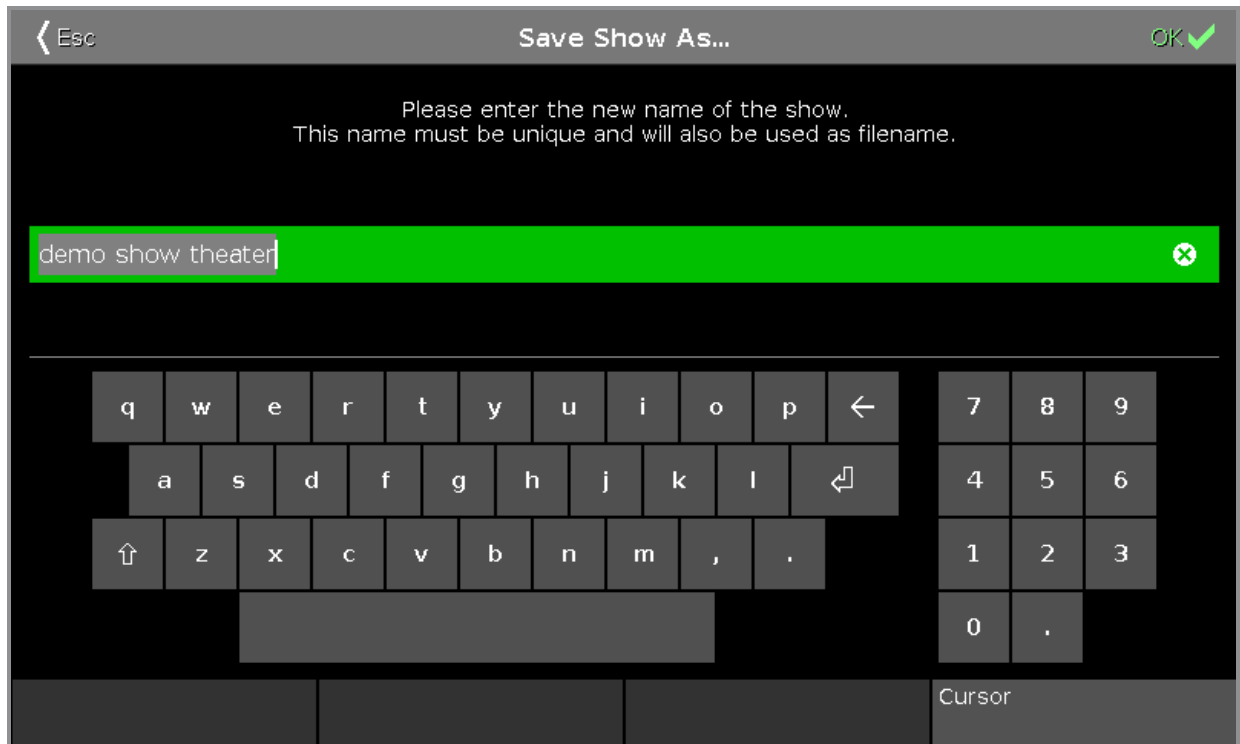 Esc Save Show As... OK
Please enter the new name of the show.
This name must be unique and will also be used as filename.
demo show theater
q w e r t y u i o p 7 8 9
a s d f g h j k l 4 5 6
z x c v b n m , . 1 2 3
0 .
Cursor